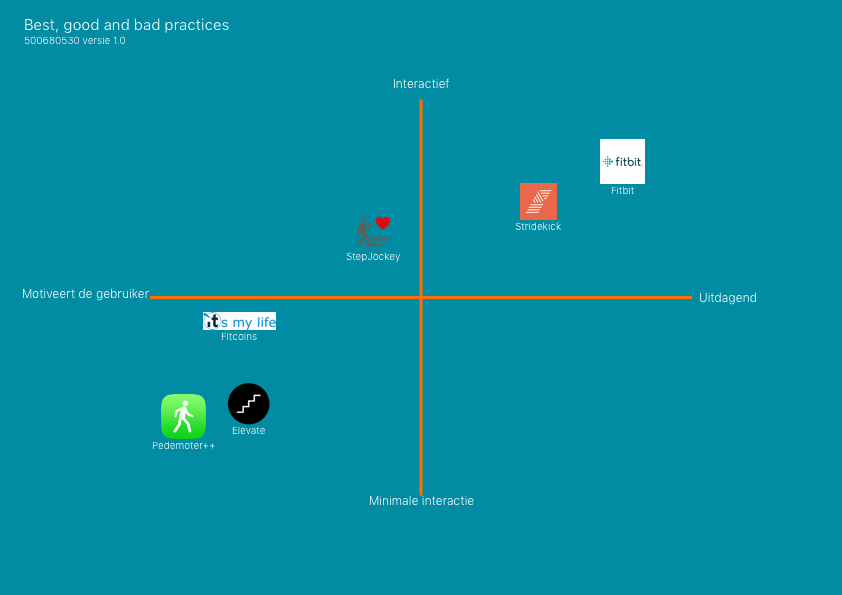 Best, good and bad practices
500680530 versie 1.0
Interactief
fitbit
Fitbit
Stridekick
StepJockey
Motiveert de gebruiker
Uitdagend
it's my life
Fitcoins
Elevate
Pedemoter++
Minimale interactie